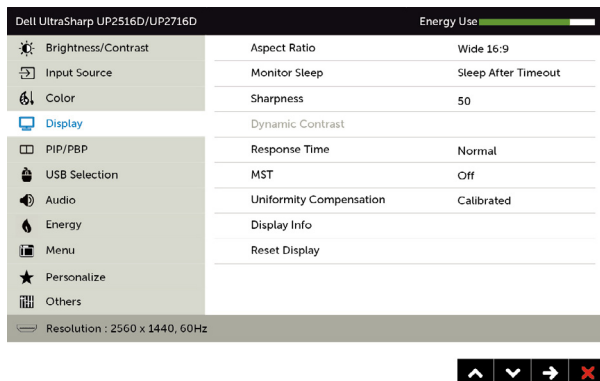 Dell UltraSharp UP2516D/UP2716D Energy Use
Brightness/Contrast Aspect Ratio Wide 16:9
Input Source Monitor Sleep Sleep After Timeout
Color Sharpness 50
Display Dynamic Contrast
PIP/PBP Response Time Normal
USB Selection MST Off
Audio Uniformity Compensation Calibrated
Energy Display Info
Menu Reset Display
Personalize
Others
Resolution : 2560 x 1440, 60Hz